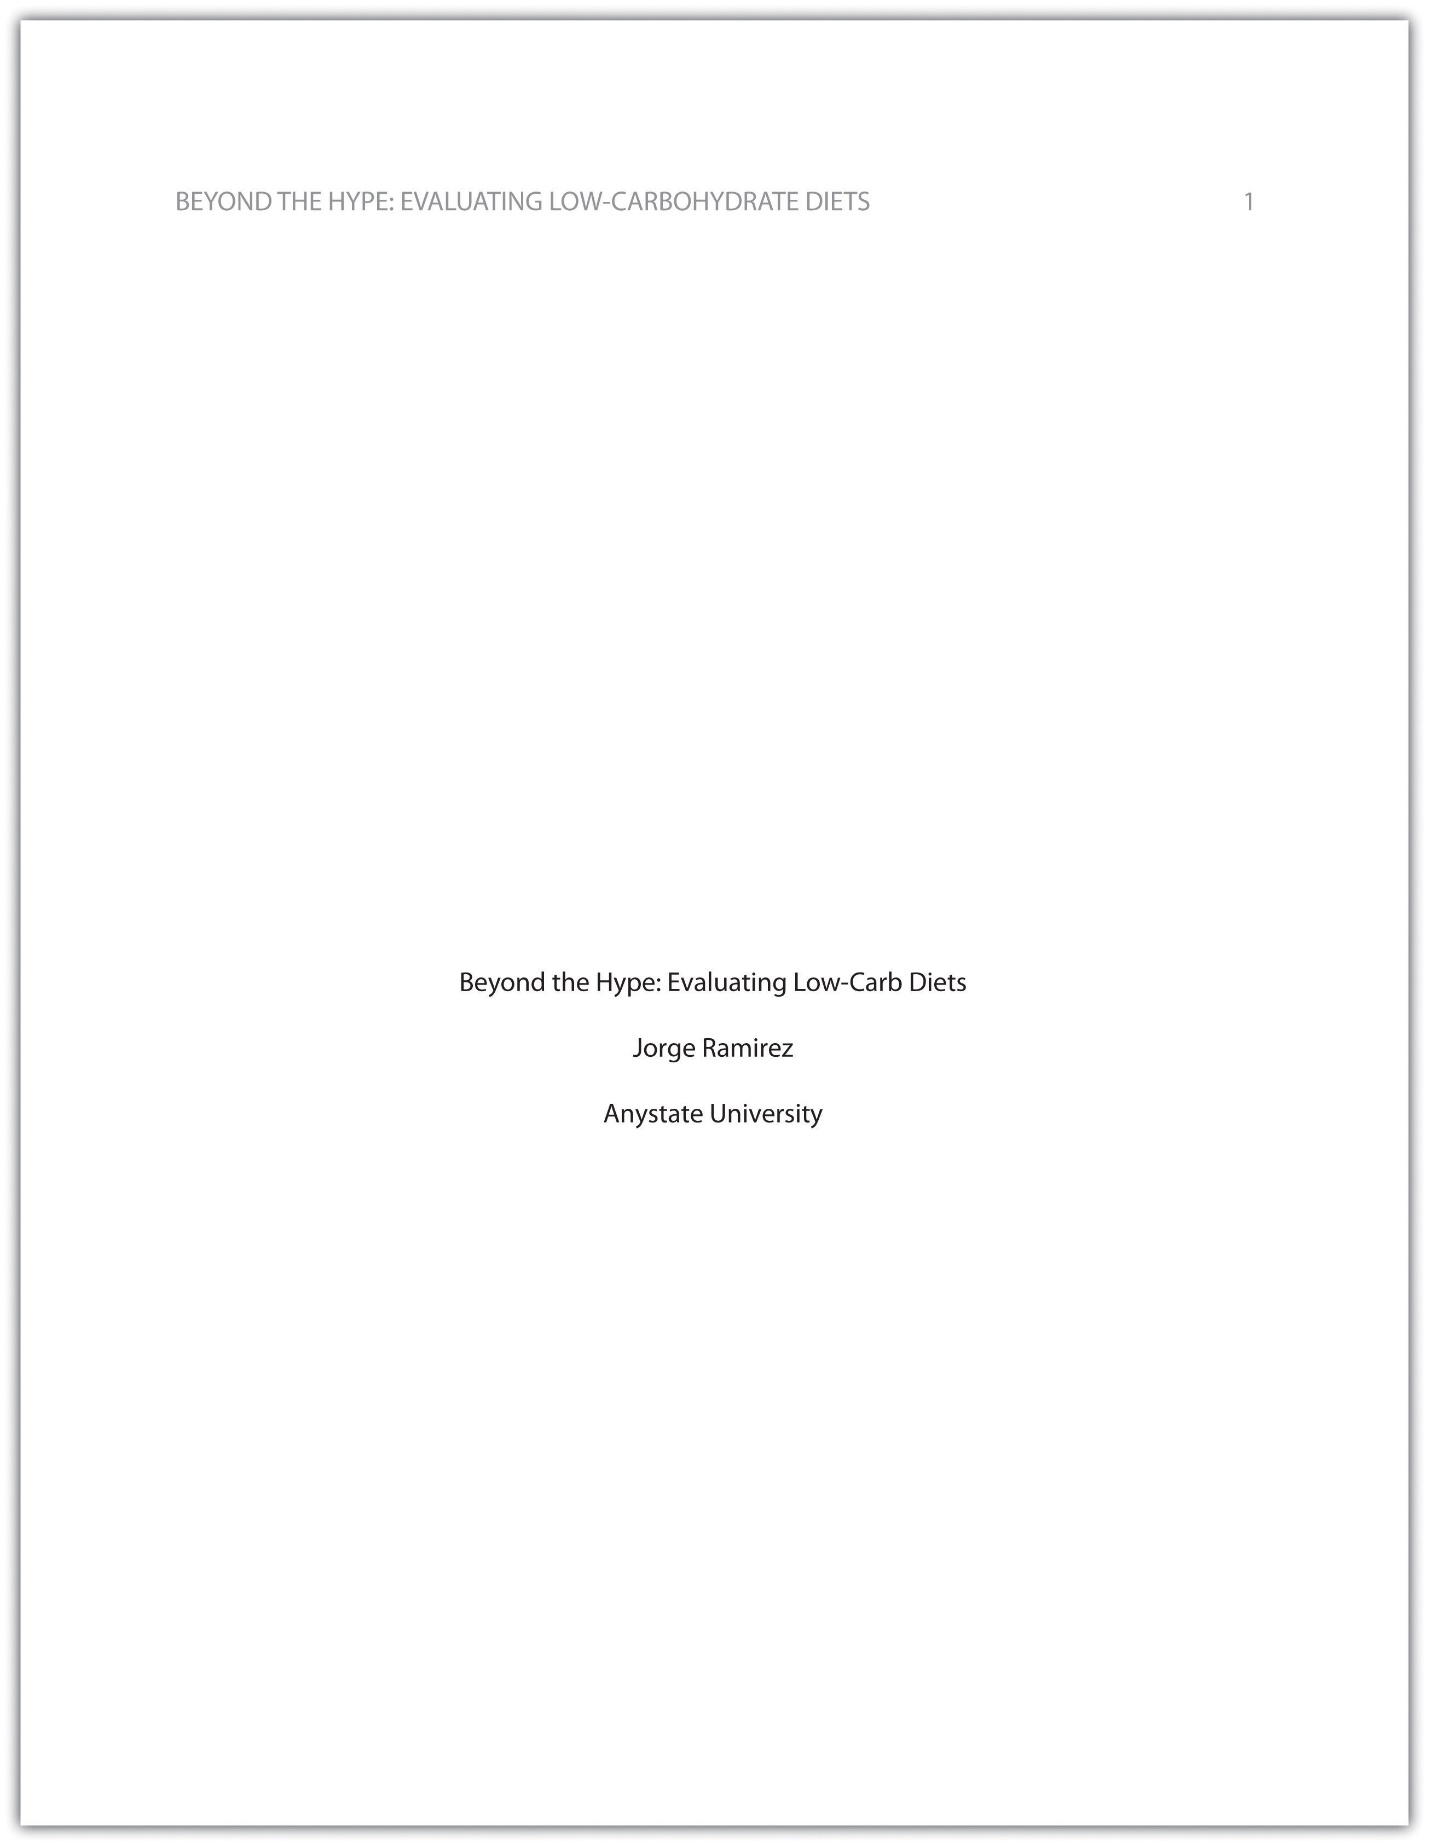 BEYOND THE HYPE: EVALUATING LOW-CARBOHYDRATE DIETS 1
Beyond the Hype: Evaluating Low-Carb Diets
Jorge Ramirez
Anystate University